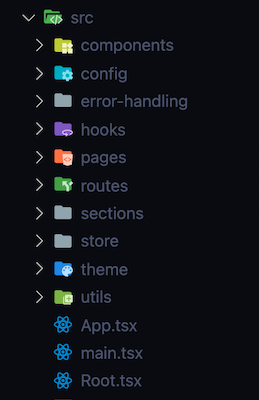 src
components
config
error-handling
hooks
pages
routes
sections
store
theme
utils
App.tsx
main.tsx
Root.tsx